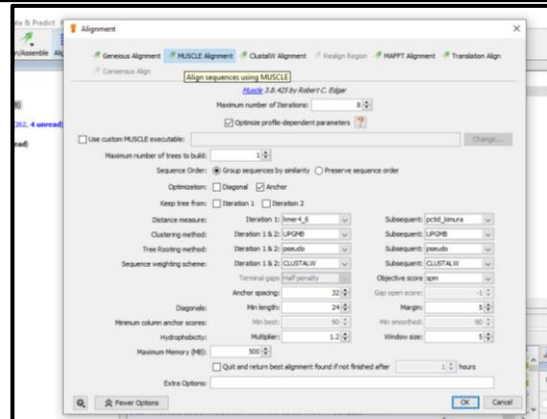 Alignment
Geneious Alignment MUSCLE Alignment ClustalW Alignment Realign Region MAFFT Alignment Translation Align
Consensus Align
Align sequences using MUSCLE
Muscle 3.8.425 by Robert C. Edgar
Maximum number of Iterations: 8
Optimize profile-dependent parameters ?
Use custom MUSCLE executable: Change...
Maximum number of trees to build: 1
Sequence Order: Group sequences by similarity Preserve sequence order
Optimization: Diagonal Anchor
Keep tree from: Iteration 1 Iteration 2
Distance measure: Iteration 1: kmer4_6 Subsequent: pctid_kimura
Clustering method: Iteration 1 & 2: UPGMB Subsequent: UPGMB
Tree Rooting method: Iteration 1 & 2: pseudo Subsequent: pseudo
Sequence weighting scheme: Iteration 1 & 2: CLUSTALW Subsequent: CLUSTALW
Terminal gaps Half penalty Objective score spm
Anchor spacing: 32 Gap open score: -1
Diagonals: Min length: 24 Margin: 5
Minimum column anchor scores: Min best: 90 Min smoothed: 90
Hydrophobicity: Multiplier: 1.2 Window size: 5
Maximum Memory (MB): 500
Quit and return best alignment found if not finished after 1 hours
Extra Options:
Fewer Options OK Cancel